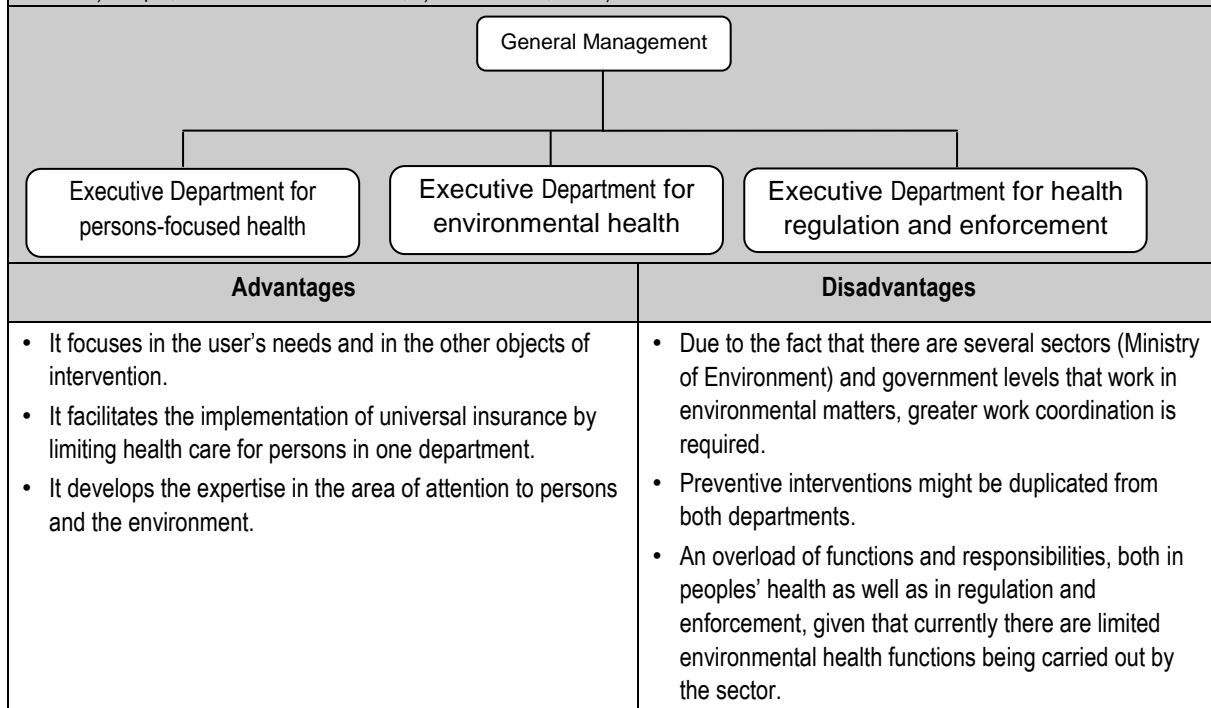 General Management
Executive Department for
persons-focused health
Executive Department for
environmental health
Executive Department for health
regulation and enforcement
Advantages
Disadvantages
• It focuses in the user's needs and in the other objects of
intervention.
• It facilitates the implementation of universal insurance by
limiting health care for persons in one department.
• It develops the expertise in the area of attention to persons
and the environment.
• Due to the fact that there are several sectors (Ministry
of Environment) and government levels that work in
environmental matters, greater work coordination is
required.
• Preventive interventions might be duplicated from
both departments.
• An overload of functions and responsibilities, both in
peoples' health as well as in regulation and
enforcement, given that currently there are limited
environmental health functions being carried out by
the sector.